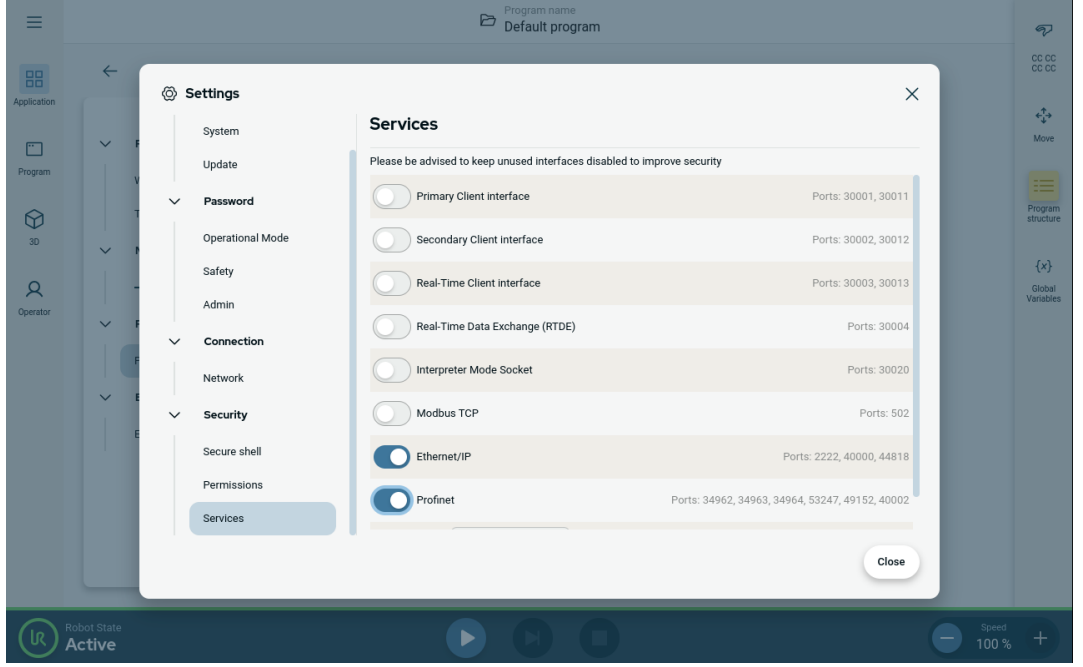 Program name
Default program
Application
Program
3D
Operator
Settings
System
Update
Password
Operational Mode
Safety
Admin
Connection
Network
Security
Secure shell
Permissions
Services
Services
Please be advised to keep unused interfaces disabled to improve security
Primary Client interface Ports: 30001, 30011
Secondary Client interface Ports: 30002, 30012
Real-Time Client interface Ports: 30003, 30013
Real-Time Data Exchange (RTDE) Ports: 30004
Interpreter Mode Socket Ports: 30020
Modbus TCP Ports: 502
Ethernet/IP Ports: 2222, 40000, 44818
Profinet Ports: 34962, 34963, 34964, 53247, 49152, 40002
Close
CC CC
CC CC
Move
Program
structure
{x}
Global
Variables
UR
Robot State
Active
Speed
100 %